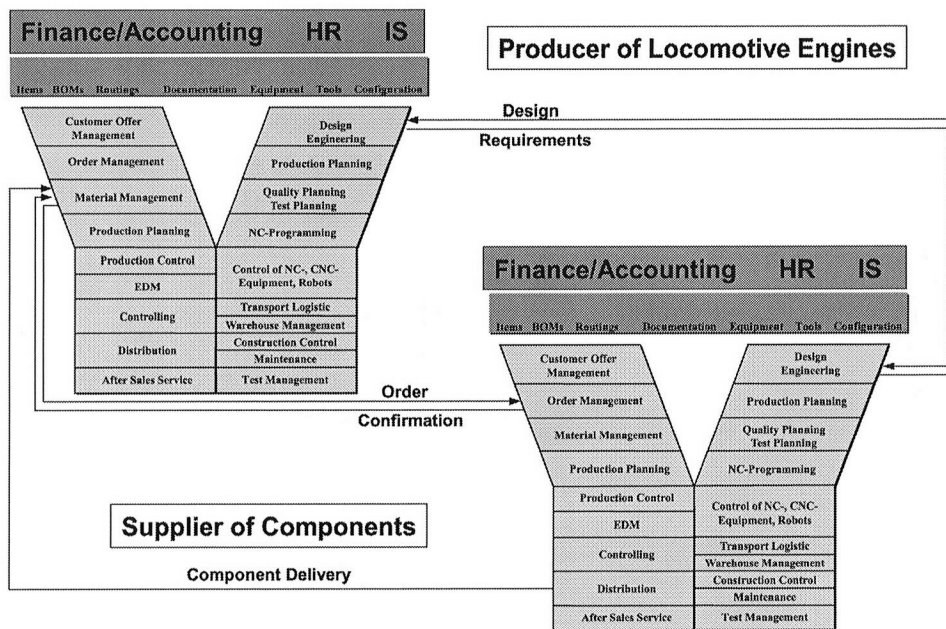 Finance/Accounting HR IS
Producer of Locomotive Engines
Items BOMs Routings Documentation Equipment Tools Configuration
Customer Offer
Management
Order Management
Material Management
Production Planning
Production Control
EDM
Controlling
Distribution
After Sales Service
Design
Engineering
Production Planning
Quality Planning
Test Planning
NC-Programming
Control of NC-, CNC-
Equipment, Robots
Transport Logistic
Warehouse Management
Construction Control
Maintenance
Test Management
Design
Requirements
Order
Confirmation
Finance/Accounting HR IS
Items BOMs Routings Documentation Equipment Tools Configuration
Customer Offer
Management
Order Management
Material Management
Production Planning
Production Control
EDM
Controlling
Distribution
After Sales Service
Design
Engineering
Production Planning
Quality Planning
Test Planning
NC-Programming
Control of NC-, CNC-
Equipment, Robots
Transport Logistic
Warehouse Management
Construction Control
Maintenance
Test Management
Supplier of Components
Component Delivery